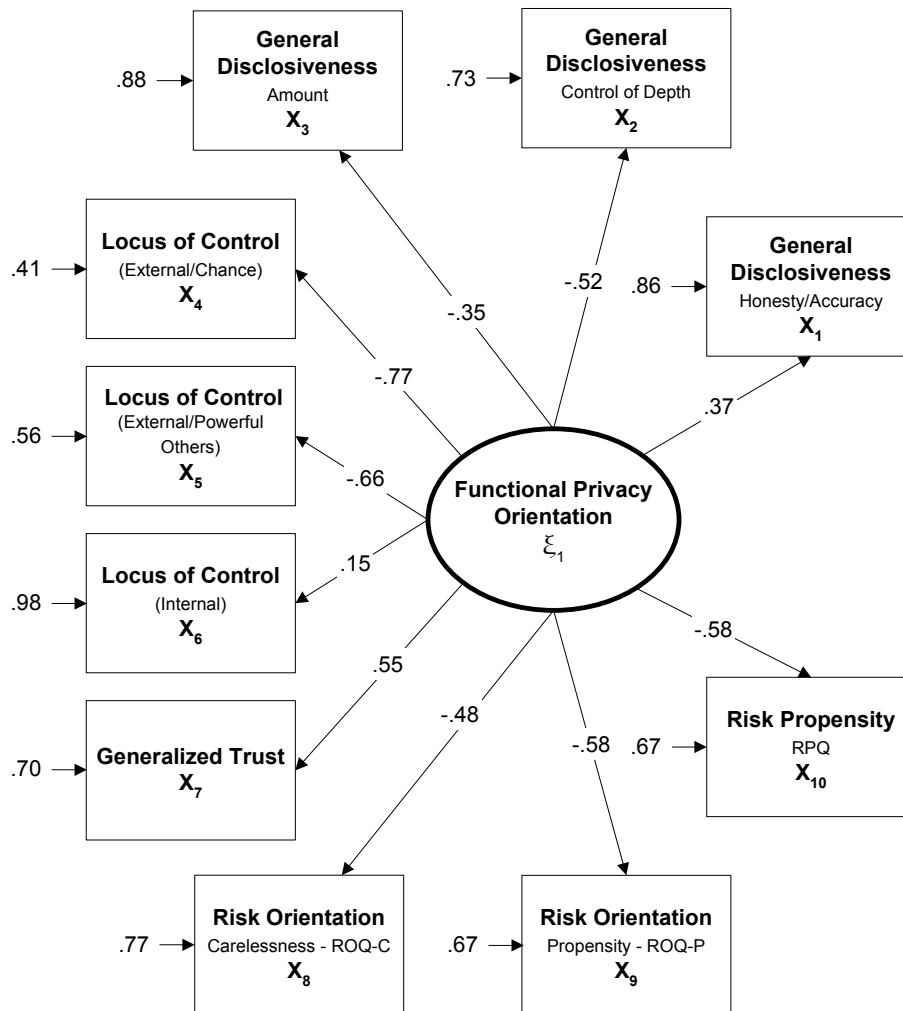 General
Disclosiveness
Amount
X3
.88
General
Disclosiveness
Control of Depth
X2
.73
Locus of Control
(External/Chance)
X4
.41
General
Disclosiveness
Honesty/Accuracy
X1
.86
-.35
-.52
-.77
.37
Locus of Control
(External/Powerful
Others)
X5
.56
-.66
Functional Privacy
Orientation
ξ1
Locus of Control
(Internal)
X6
.98
.15
.55
-.48
-.58
-.58
Generalized Trust
X7
.70
Risk Propensity
RPQ
X10
.67
Risk Orientation
Carelessness - ROQ-C
X8
.77
Risk Orientation
Propensity - ROQ-P
X9
.67